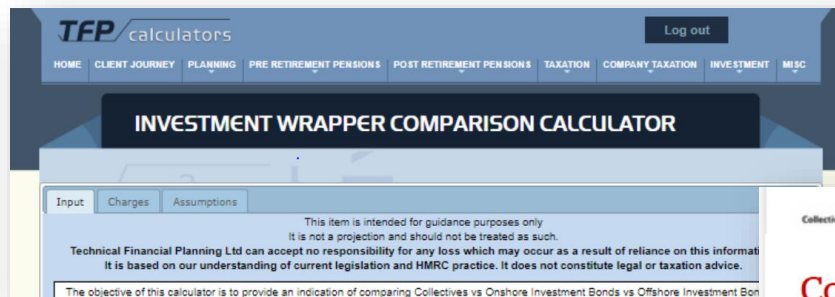 TFP calculators
Log out
HOME CLIENT JOURNEY PLANNING PRE RETIREMENT PENSIONS POST RETIREMENT PENSIONS TAXATION COMPANY TAXATION INVESTMENT MISC
INVESTMENT WRAPPER COMPARISON CALCULATOR
Input Charges Assumptions
This item is intended for guidance purposes only
It is not a projection and should not be treated as such.
Technical Financial Planning Ltd can accept no responsibility for any loss which may occur as a result of reliance on this informati
It is based on our understanding of current legislation and HMRC practice. It does not constitute legal or taxation advice.
Collectio
Co
The objective of this calculator is to provide an indication of comparing Collectives vs Onshore Investment Bonds vs Offshore Investment Bon